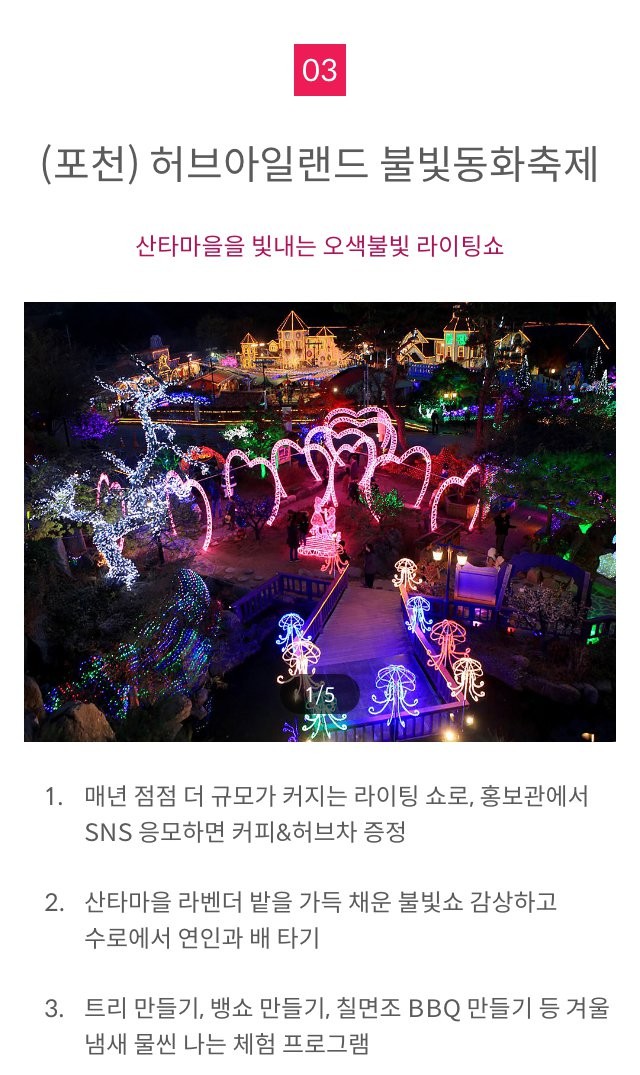 03
(포천) 허브아일랜드 불빛동화축제
산타마을을 빛내는 오색불빛 라이팅쇼
1/5
1. 매년 점점 더 규모가 커지는 라이팅 쇼로, 홍보관에서
SNS 응모하면 커피&허브차 증정
2. 산타마을 라벤더 밭을 가득 채운 불빛쇼 감상하고
수로에서 연인과 배 타기
3. 트리 만들기, 뱅쇼 만들기, 칠면조 BBQ 만들기 등 겨울
냄새 물씬 나는 체험 프로그램